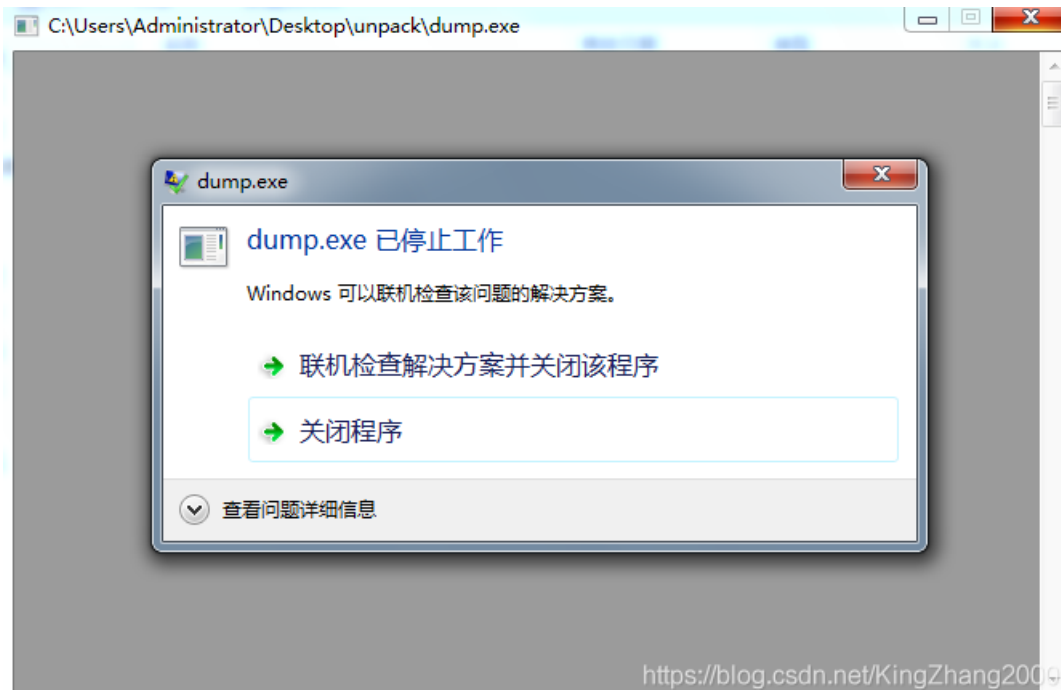 C:\Users\Administrator\Desktop\unpack\dump.exe
dump.exe
dump.exe 已停止工作
Windows 可以联机检查该问题的解决方案。
联机检查解决方案并关闭该程序
关闭程序
查看问题详细信息
https://blog.csdn.net/KingZhang2000